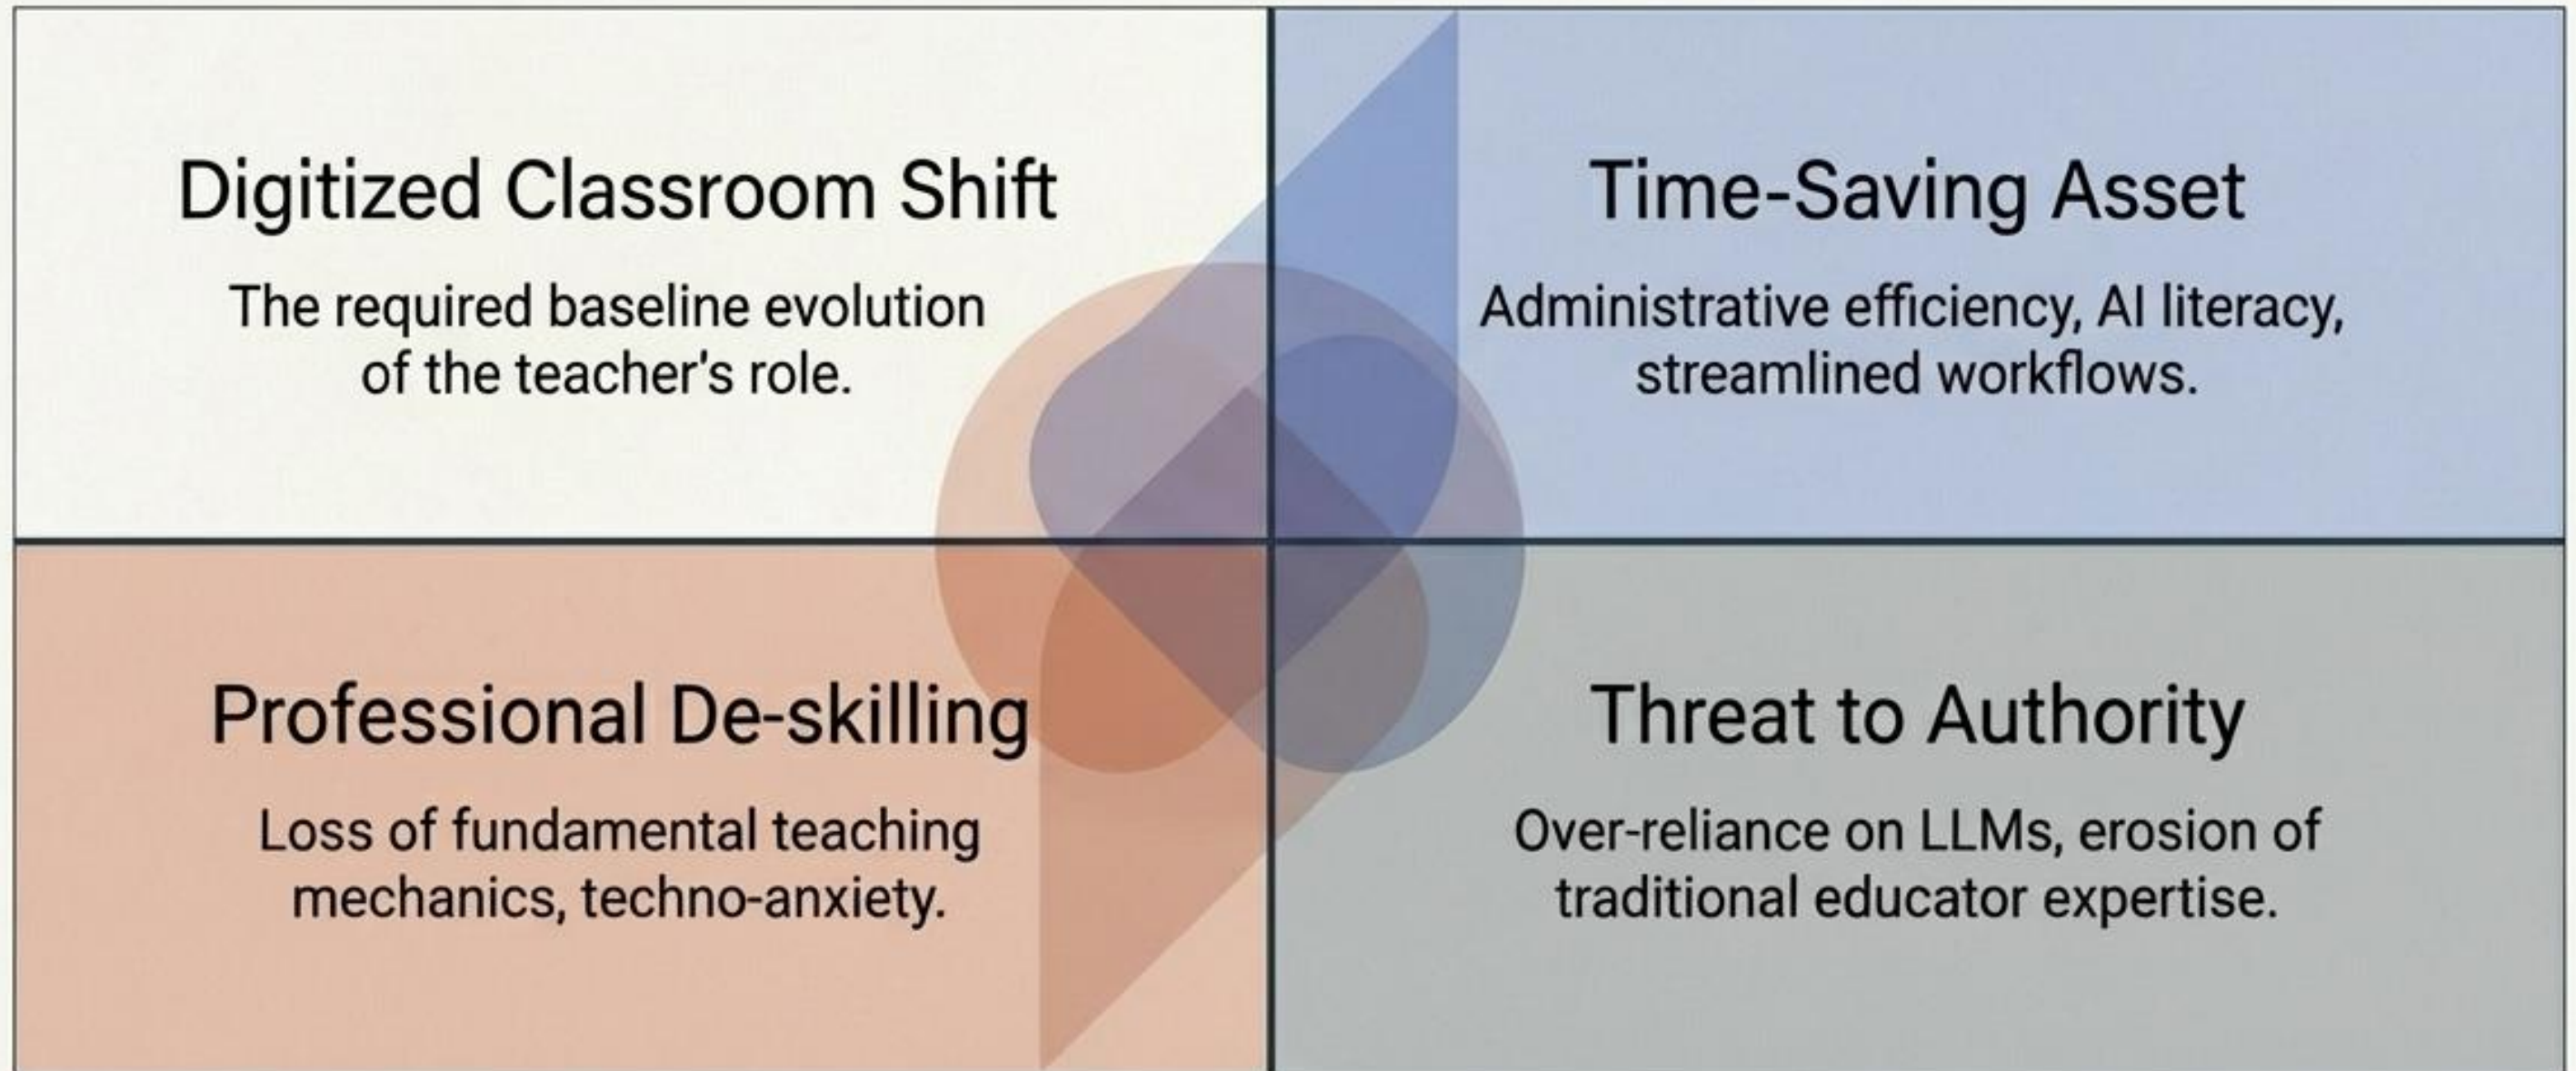 Digitized Classroom Shift
The required baseline evolution
of the teacher's role.
Time-Saving Asset
Administrative efficiency, AI literacy,
streamlined workflows.
Professional De-skilling
Loss of fundamental teaching
mechanics, techno-anxiety.
Threat to Authority
Over-reliance on LLMs, erosion of
traditional educator expertise.